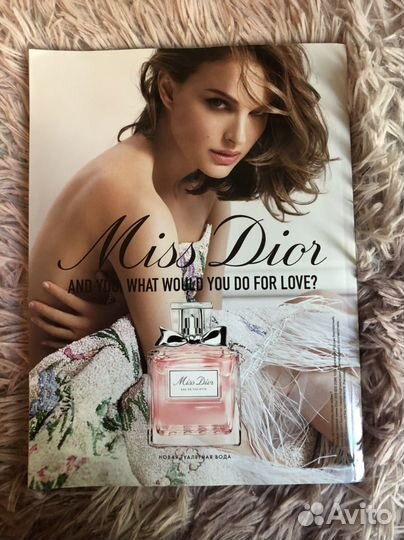 Miss Dior
AND YOU, WHAT WOULD YOU DO FOR LOVE?
Miss Dior
EAU DE TOILETTE
НОВАЯ ТУАЛЕТНАЯ ВОДА
Avito